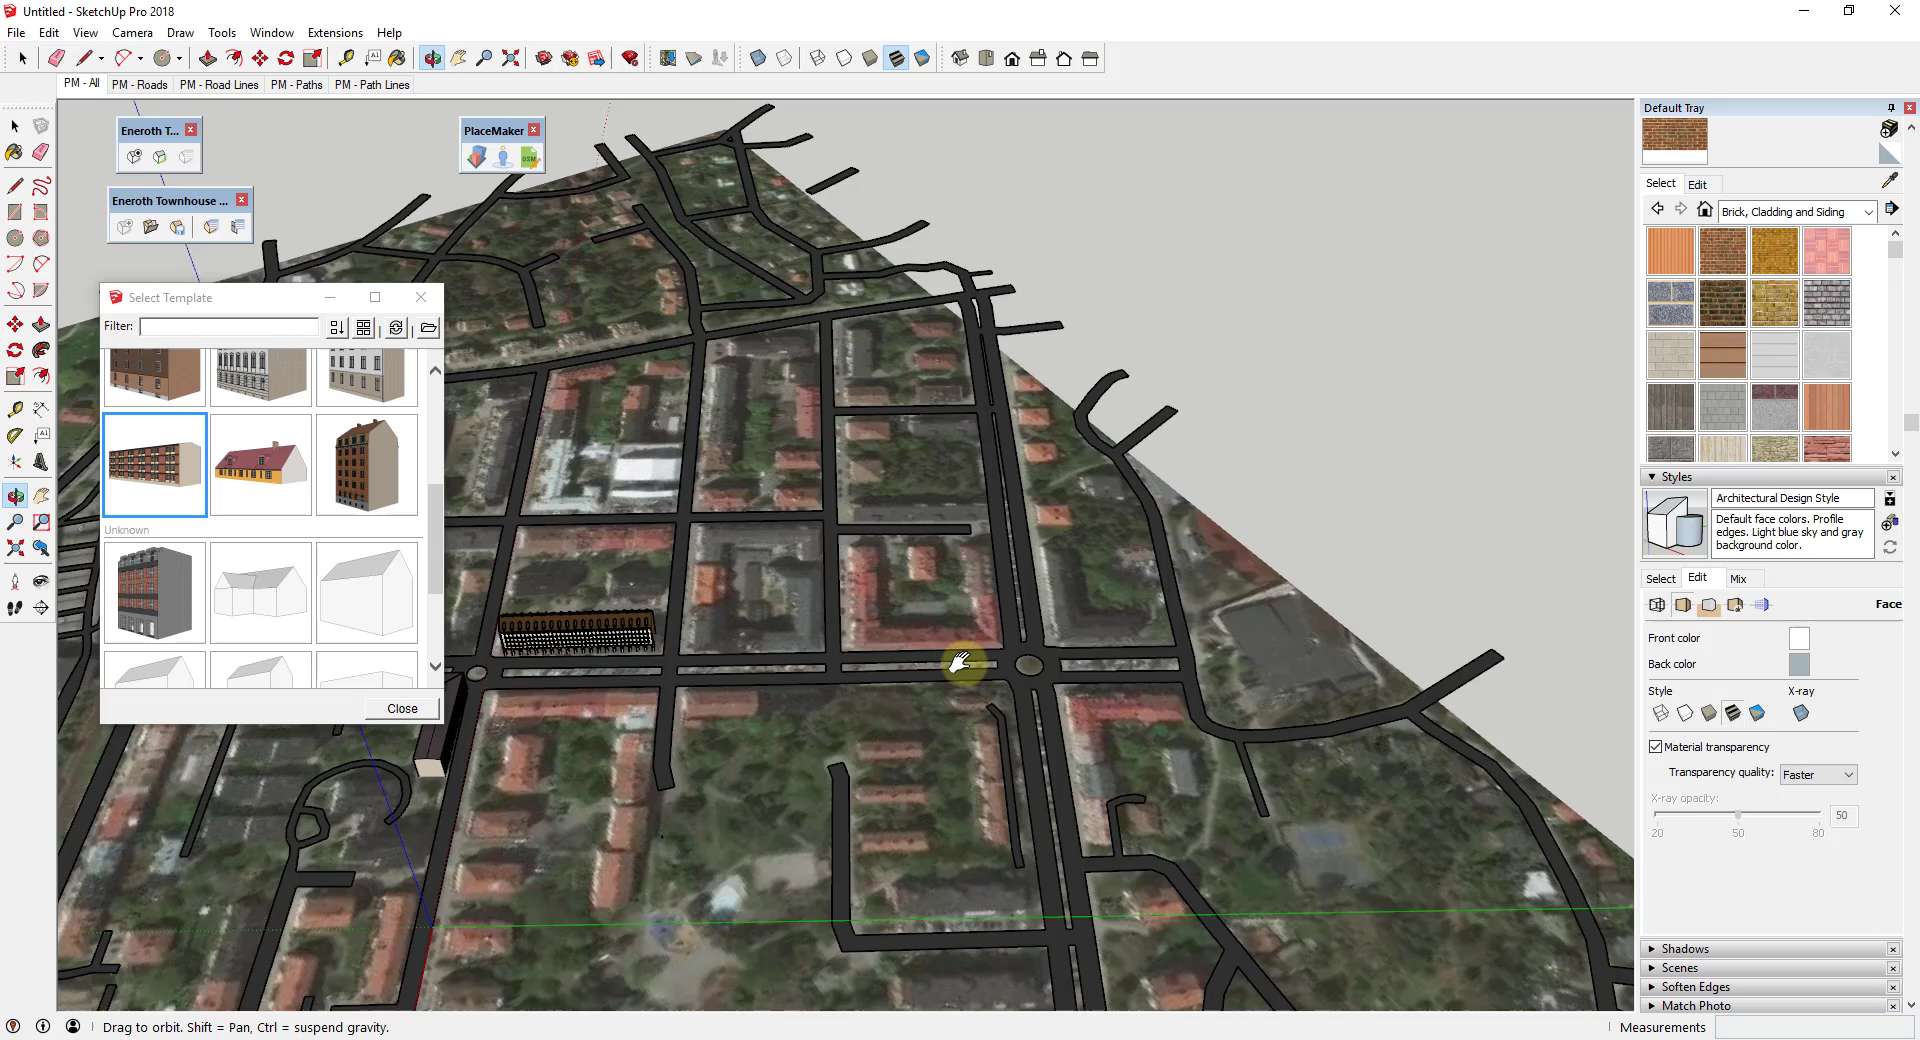 Untitled - SketchUp Pro 2018
File Edit View Camera Draw Tools Window Extensions Help
PM - All PM - Roads PM - Road Lines PM - Paths PM - Path Lines
Default Tray
Eneroth T...
PlaceMaker
OSM
Eneroth Townhouse ...
Select Edit
Brick, Cladding and Siding
Select Template
Filter:
Unknown
Close
Styles
Architectural Design Style
Default face colors. Profile
edges. Light blue sky and gray
background color.
Select Edit Mix
Face
Front color
Back color
Style X-ray
Material transparency
Transparency quality: Faster
X-ray opacity:
50
20 50 80
Shadows
Scenes
Soften Edges
Match Photo
Drag to orbit. Shift = Pan, Ctrl = suspend gravity.
Measurements